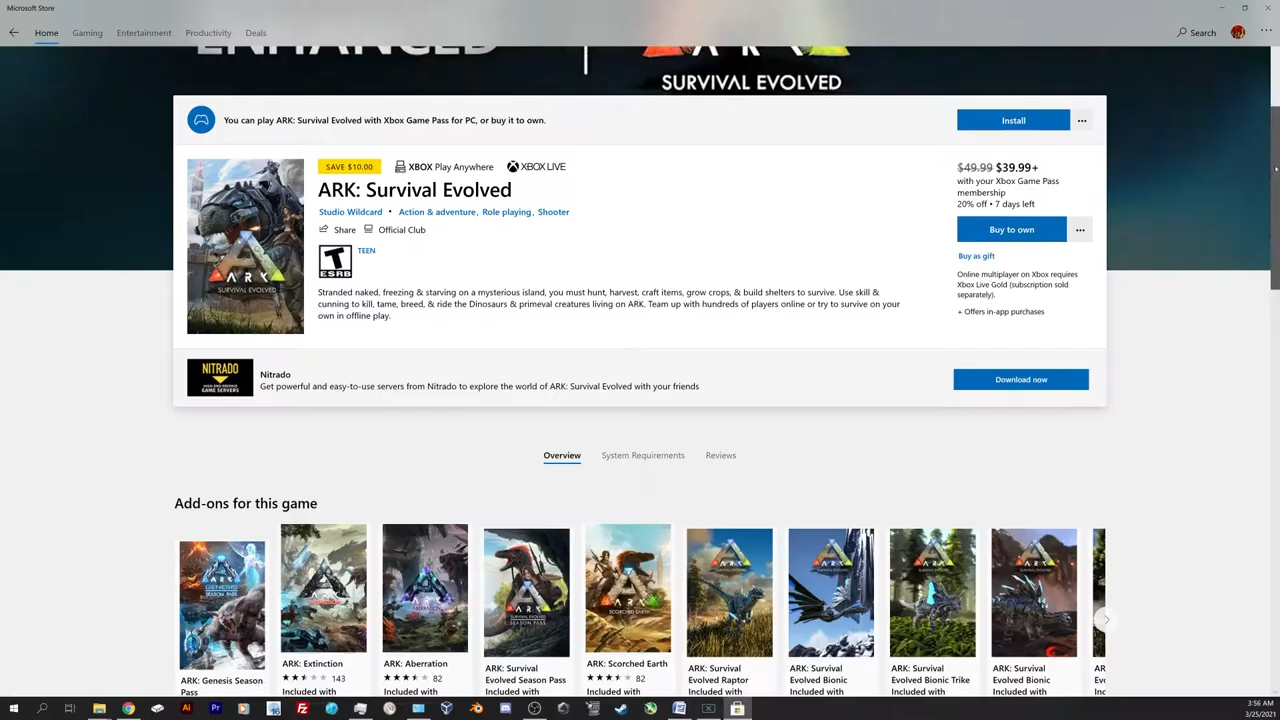 Microsoft Store
Home Gaming Entertainment Productivity Deals
Search
ENHANCED
ARK
SURVIVAL EVOLVED
You can play ARK: Survival Evolved with Xbox Game Pass for PC, or buy it to own.
Install
SAVE $10.00
XBOX Play Anywhere
XBOX LIVE
ARK: Survival Evolved
Studio Wildcard • Action & adventure, Role playing, Shooter
Share
Official Club
T
ESRB
TEEN
Stranded naked, freezing & starving on a mysterious island, you must hunt, harvest, craft items, grow crops, & build shelters to survive. Use skill &
cunning to kill, tame, breed, & ride the Dinosaurs & primeval creatures living on ARK. Team up with hundreds of players online or try to survive on your
own in offline play.
ARK
SURVIVAL EVOLVED
$49.99 $39.99+
with your Xbox Game Pass
membership
20% off • 7 days left
Buy to own
Buy as gift
Online multiplayer on Xbox requires
Xbox Live Gold (subscription sold
separately).
+ Offers in-app purchases
NITRADO
Nitrado
Get powerful and easy-to-use servers from Nitrado to explore the world of ARK: Survival Evolved with your friends
Download now
Overview System Requirements Reviews
Add-ons for this game
ARK: Genesis Season
Pass
ARK: Extinction
143
Included with
ARK: Aberration
82
Included with
ARK: Survival
Evolved Season Pass
Included with
ARK: Scorched Earth
82
Included with
ARK: Survival
Evolved Raptor
Included with
ARK: Survival
Evolved Bionic
Included with
ARK: Survival
Evolved Bionic Trike
Included with
ARK: Survival
Evolved Bionic
Included with
3:56 AM
3/25/2021